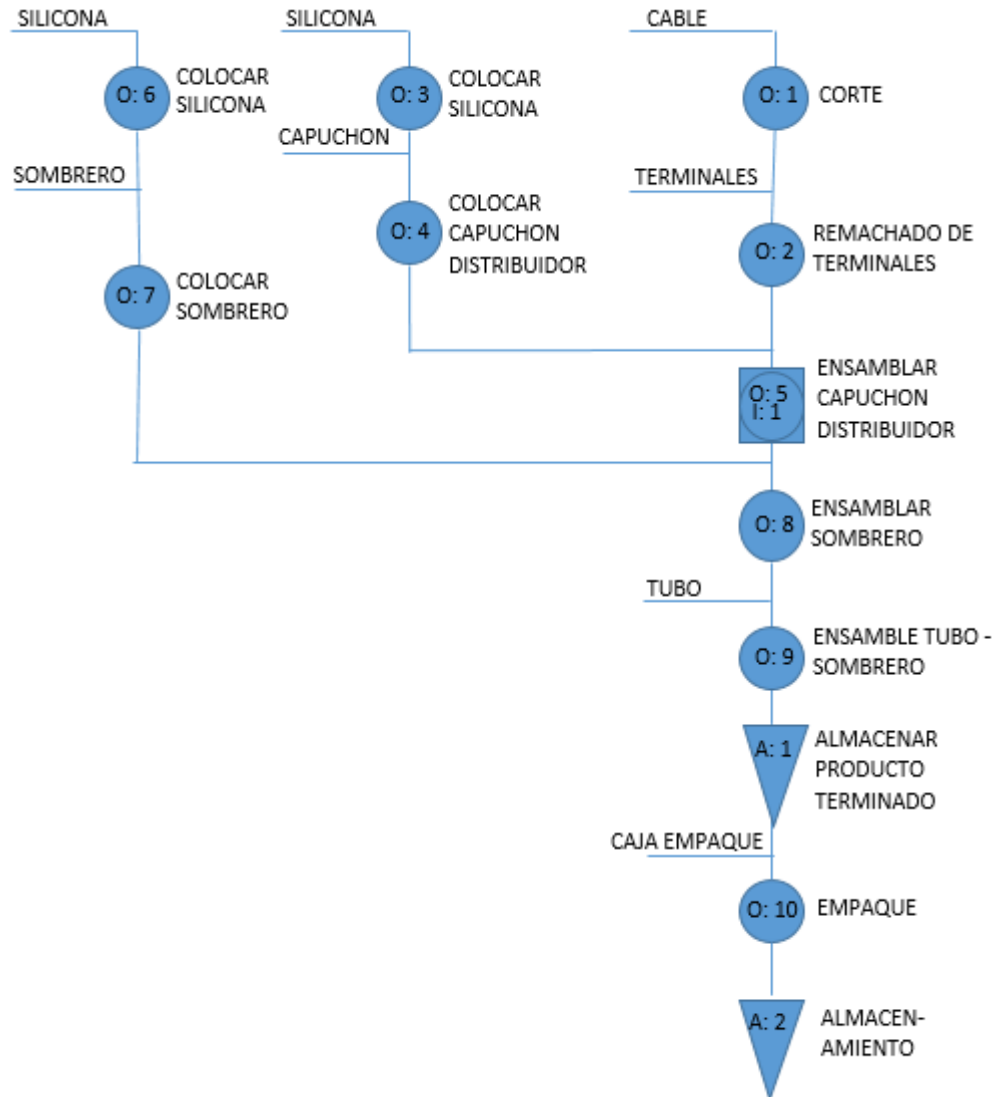 SILICONA
SILICONA
CABLE
O: 6
COLOCAR
SILICONA
O: 3
COLOCAR
SILICONA
O: 1
CORTE
CAPUCHON
SOMBRERO
TERMINALES
O: 4
COLOCAR
CAPUCHON
DISTRIBUIDOR
O: 2
REMACHADO DE
TERMINALES
O: 7
COLOCAR
SOMBRERO
O: 5
I: 1
ENSAMBLAR
CAPUCHON
DISTRIBUIDOR
O: 8
ENSAMBLAR
SOMBRERO
TUBO
O: 9
ENSAMBLE TUBO -
SOMBRERO
A: 1
ALMACENAR
PRODUCTO
TERMINADO
CAJA EMPAQUE
O: 10
EMPAQUE
A: 2
ALMACEN-
AMIENTO